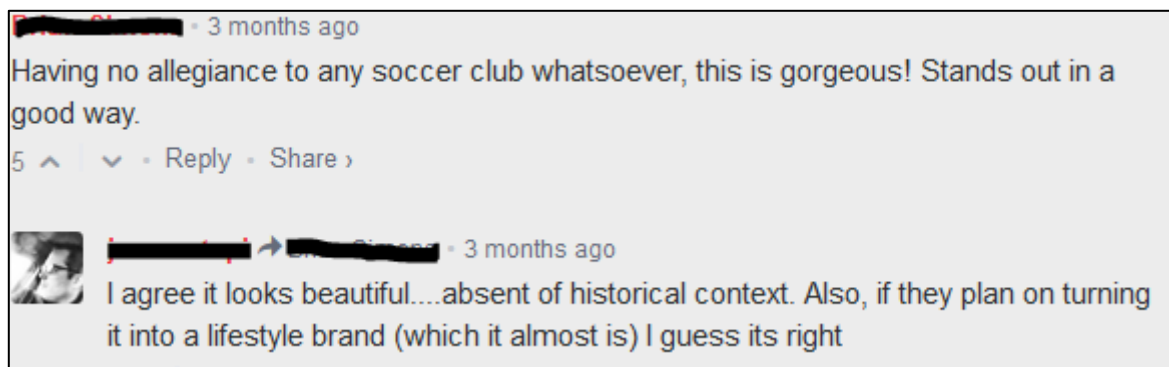 • 3 months ago
Having no allegiance to any soccer club whatsoever, this is gorgeous! Stands out in a
good way.
5 • Reply • Share ›
• 3 months ago
I agree it looks beautiful....absent of historical context. Also, if they plan on turning
it into a lifestyle brand (which it almost is) I guess its right